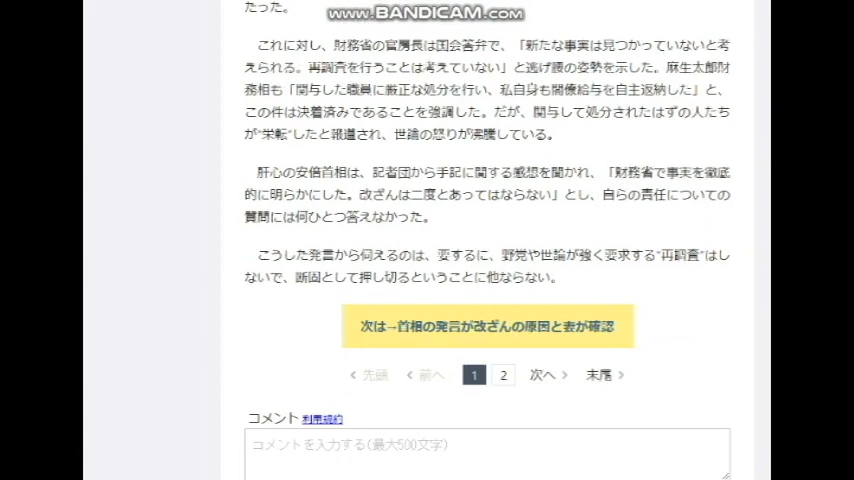 たった。
www.BANDICAM.com
これに対し、財務省の官房長は国会答弁で、「新たな事実は見つかっていないと考
えられる。再調査を行うことは考えていない」と逃げ腰の姿勢を示した。麻生太郎財
務相も「関与した職員に厳正な処分を行い、私自身も閣僚給与を自主返納した」と、
この件は決着済みであることを強調した。だが、関与して処分されたはずの人たち
が“栄転”したと報道され、世論の怒りが沸騰している。
肝心の安倍首相は、記者団から手記に関する感想を聞かれ、「財務省で事実を徹底
的に明らかにした。改ざんは二度とあってはならない」とし、自らの責任についての
質問には何ひとつ答えなかった。
こうした発言から伺えるのは、要するに、野党や世論が強く要求する“再調査”はし
ないで、断固として押し切るということに他ならない。
次は→首相の発言が改ざんの原因と妻が確認
先頭 前へ 1 2 次へ 末尾
コメント 利用規約
コメントを入力する(最大500文字)